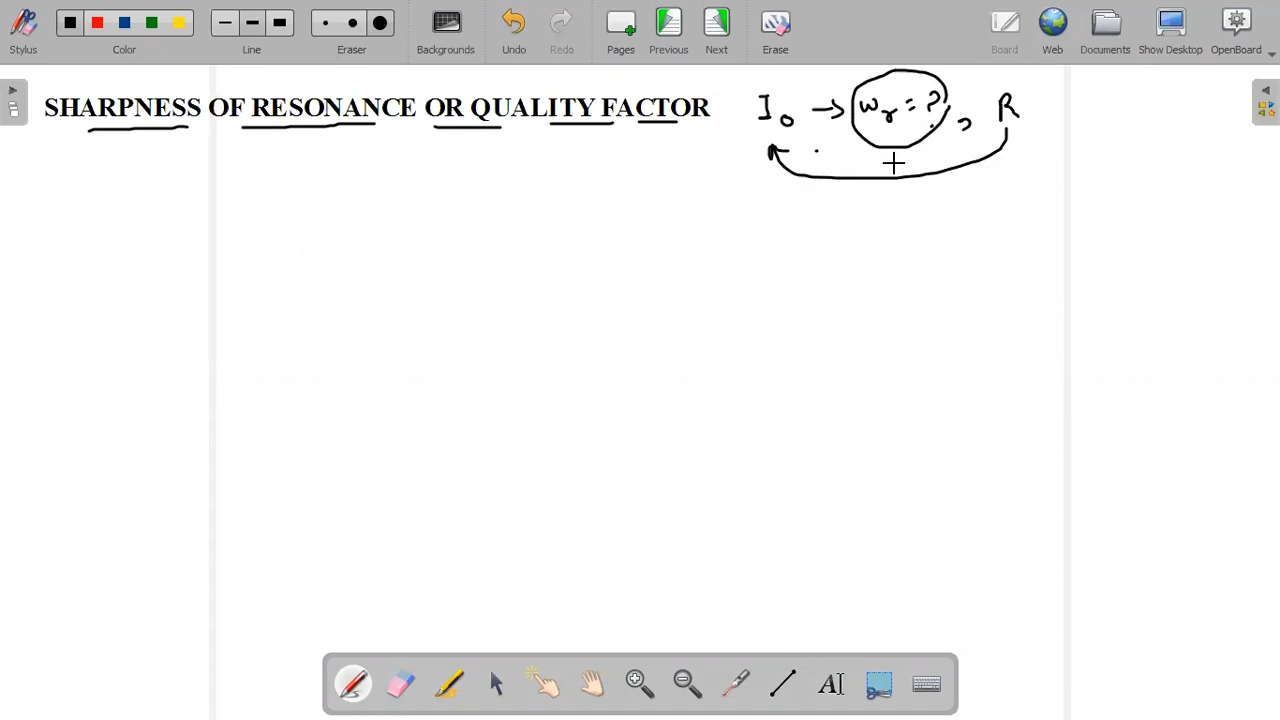 Stylus Color Line Eraser Backgrounds Undo Redo Pages Previous Next Erase Board Web Documents Show Desktop OpenBoard
SHARPNESS OF RESONANCE OR QUALITY FACTOR I₀ → ωᵣ = ? , R